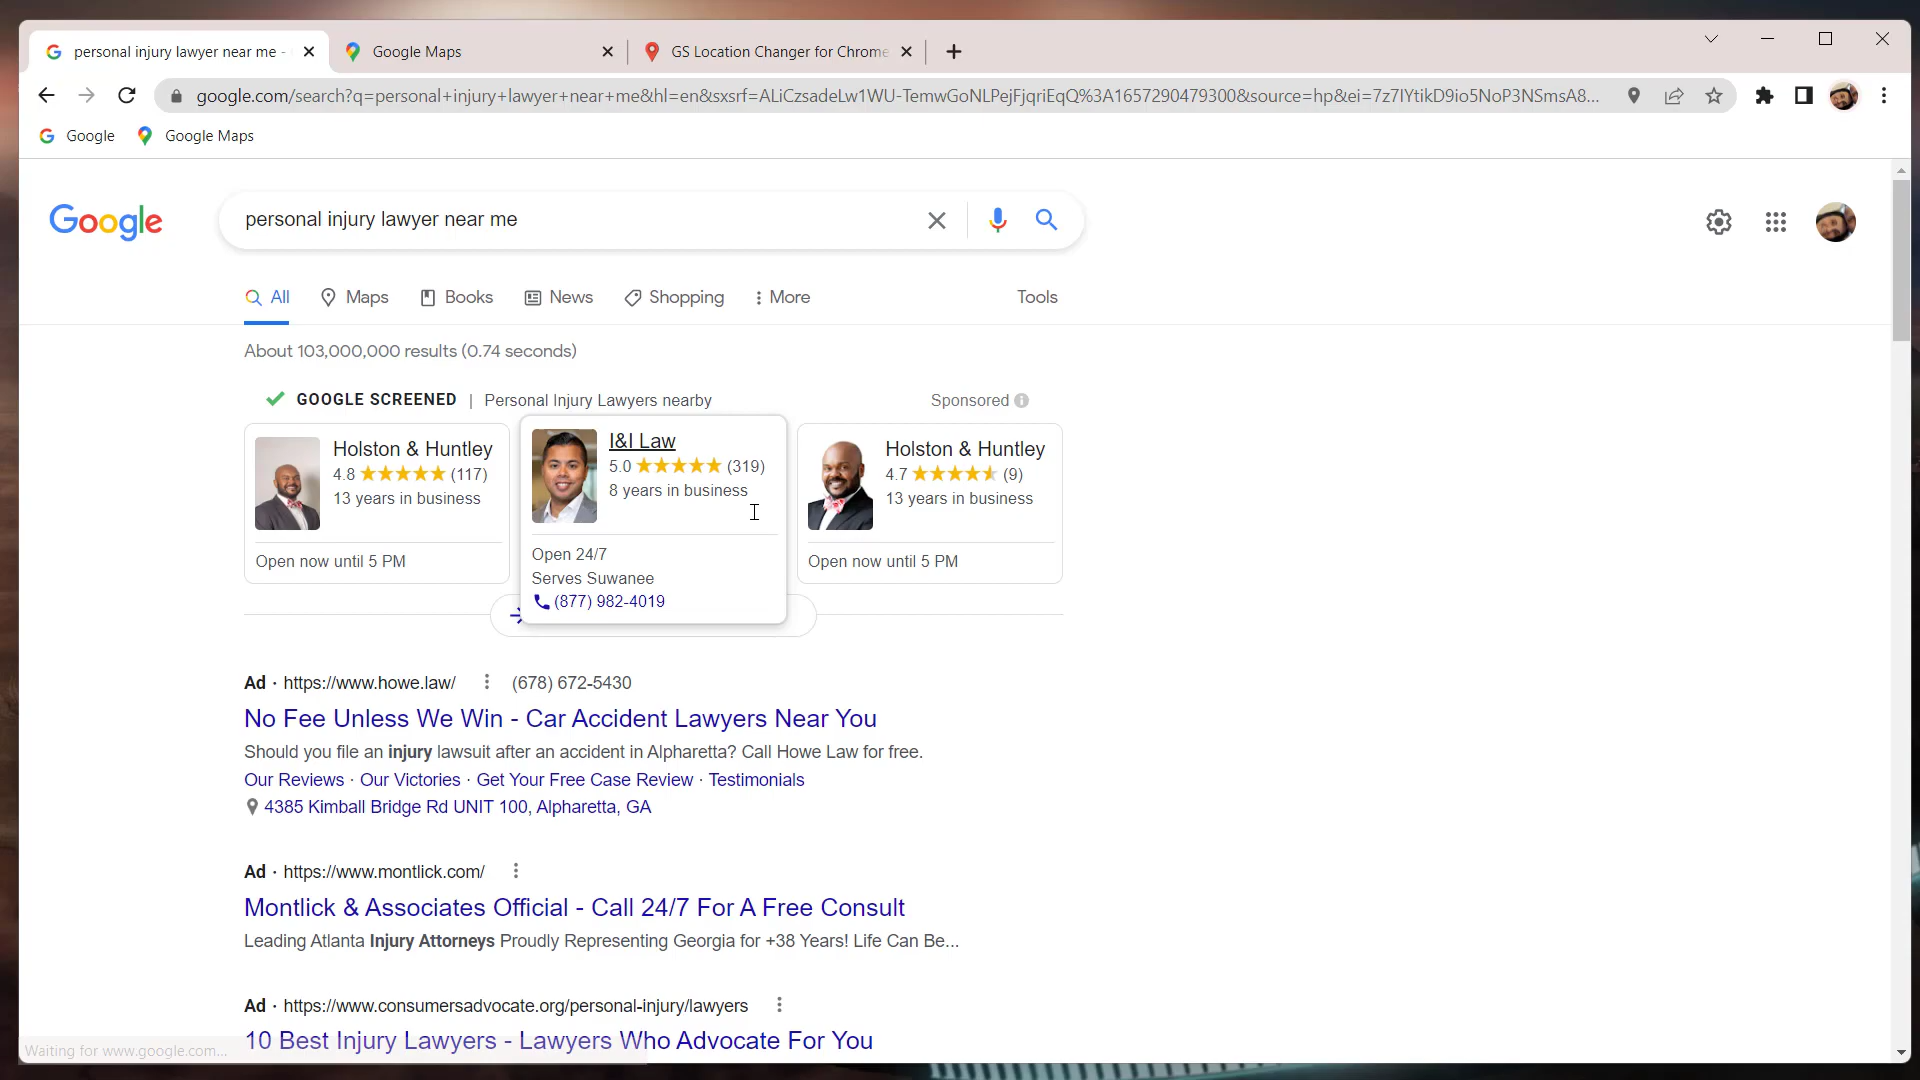 personal injury lawyer near me -
Google Maps
GS Location Changer for Chrome
google.com/search?q=personal+injury+lawyer+near+me&hl=en&sxsrf=ALiCzsadeLw1WU-TemwGoNLPejFjqriEqQ%3A1657290479300&source=hp&ei=7z7IYtikD9io5NoP3NSmsA8...
Google
Google Maps
Google
personal injury lawyer near me
All
Maps
Books
News
Shopping
More
Tools
About 103,000,000 results (0.74 seconds)
GOOGLE SCREENED | Personal Injury Lawyers nearby
Sponsored
Holston & Huntley
4.8 (117)
13 years in business
Open now until 5 PM
I&I Law
5.0 (319)
8 years in business
Open 24/7
Serves Suwanee
(877) 982-4019
Holston & Huntley
4.7 (9)
13 years in business
Open now until 5 PM
Ad · https://www.howe.law/ (678) 672-5430
No Fee Unless We Win - Car Accident Lawyers Near You
Should you file an injury lawsuit after an accident in Alpharetta? Call Howe Law for free.
Our Reviews · Our Victories · Get Your Free Case Review · Testimonials
4385 Kimball Bridge Rd UNIT 100, Alpharetta, GA
Ad · https://www.montlick.com/
Montlick & Associates Official - Call 24/7 For A Free Consult
Leading Atlanta Injury Attorneys Proudly Representing Georgia for +38 Years! Life Can Be...
Ad · https://www.consumersadvocate.org/personal-injury/lawyers
10 Best Injury Lawyers - Lawyers Who Advocate For You
Waiting for www.google.com...